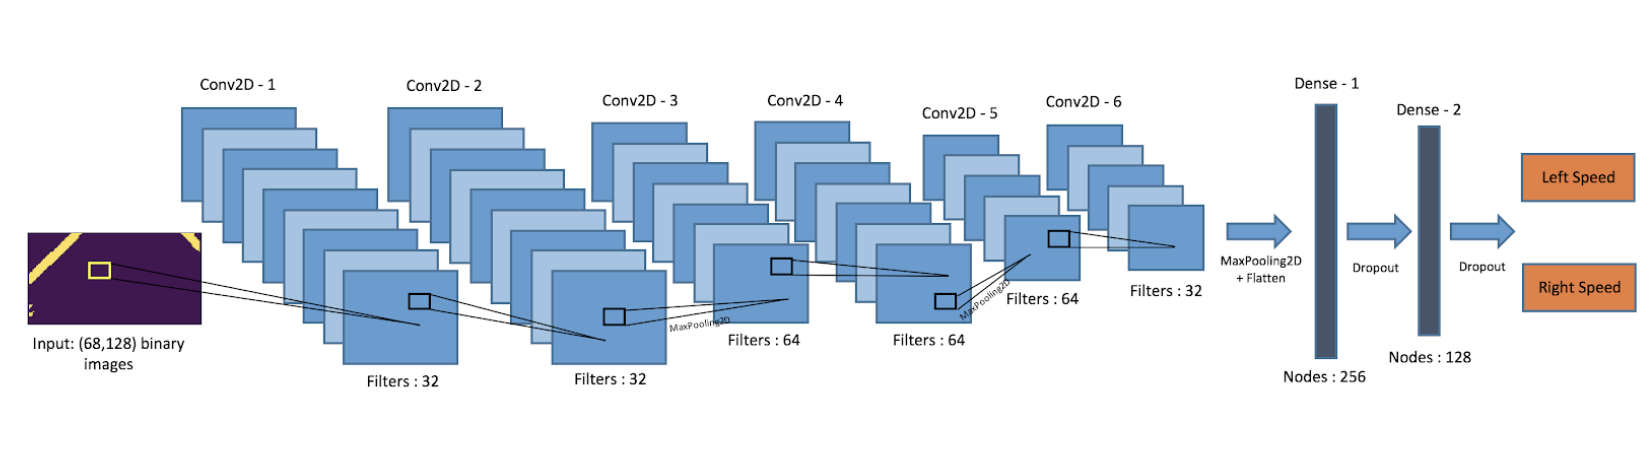 Conv2D - 1
Conv2D - 2
Conv2D - 3
Conv2D - 4
Conv2D - 5
Conv2D - 6
Dense - 1
Dense - 2
Left Speed
Right Speed
MaxPooling2D
+ Flatten
Dropout
Dropout
MaxPooling2D
MaxPooling2D
Input: (68,128) binary
images
Filters : 32
Filters : 32
Filters : 64
Filters : 64
Filters : 64
Filters : 32
Nodes : 256
Nodes : 128